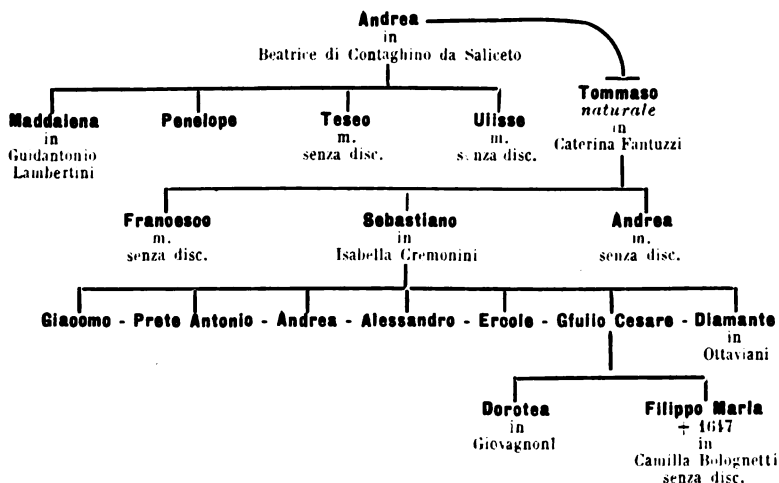 Andrea
in
Beatrice di Contaghino da Saliceto
Tommaso
naturale
in
Caterina Fantuzzi
Maddalena
in
Guidantonio
Lambertini
Penelope
Teseo
m.
senza disc.
Ulisse
m.
senza disc.
Francesco
m.
senza disc.
Sebastiano
in
Isabella Cremonini
Andrea
m.
senza disc.
Giacomo - Prete Antonio - Andrea - Alessandro - Ercole - Gfulio Cesare - Diamante
in
Ottaviani
Dorotea
in
Giovagnoni
Filippo Maria
+ 1647
in
Camilla Bolognetti
senza disc.